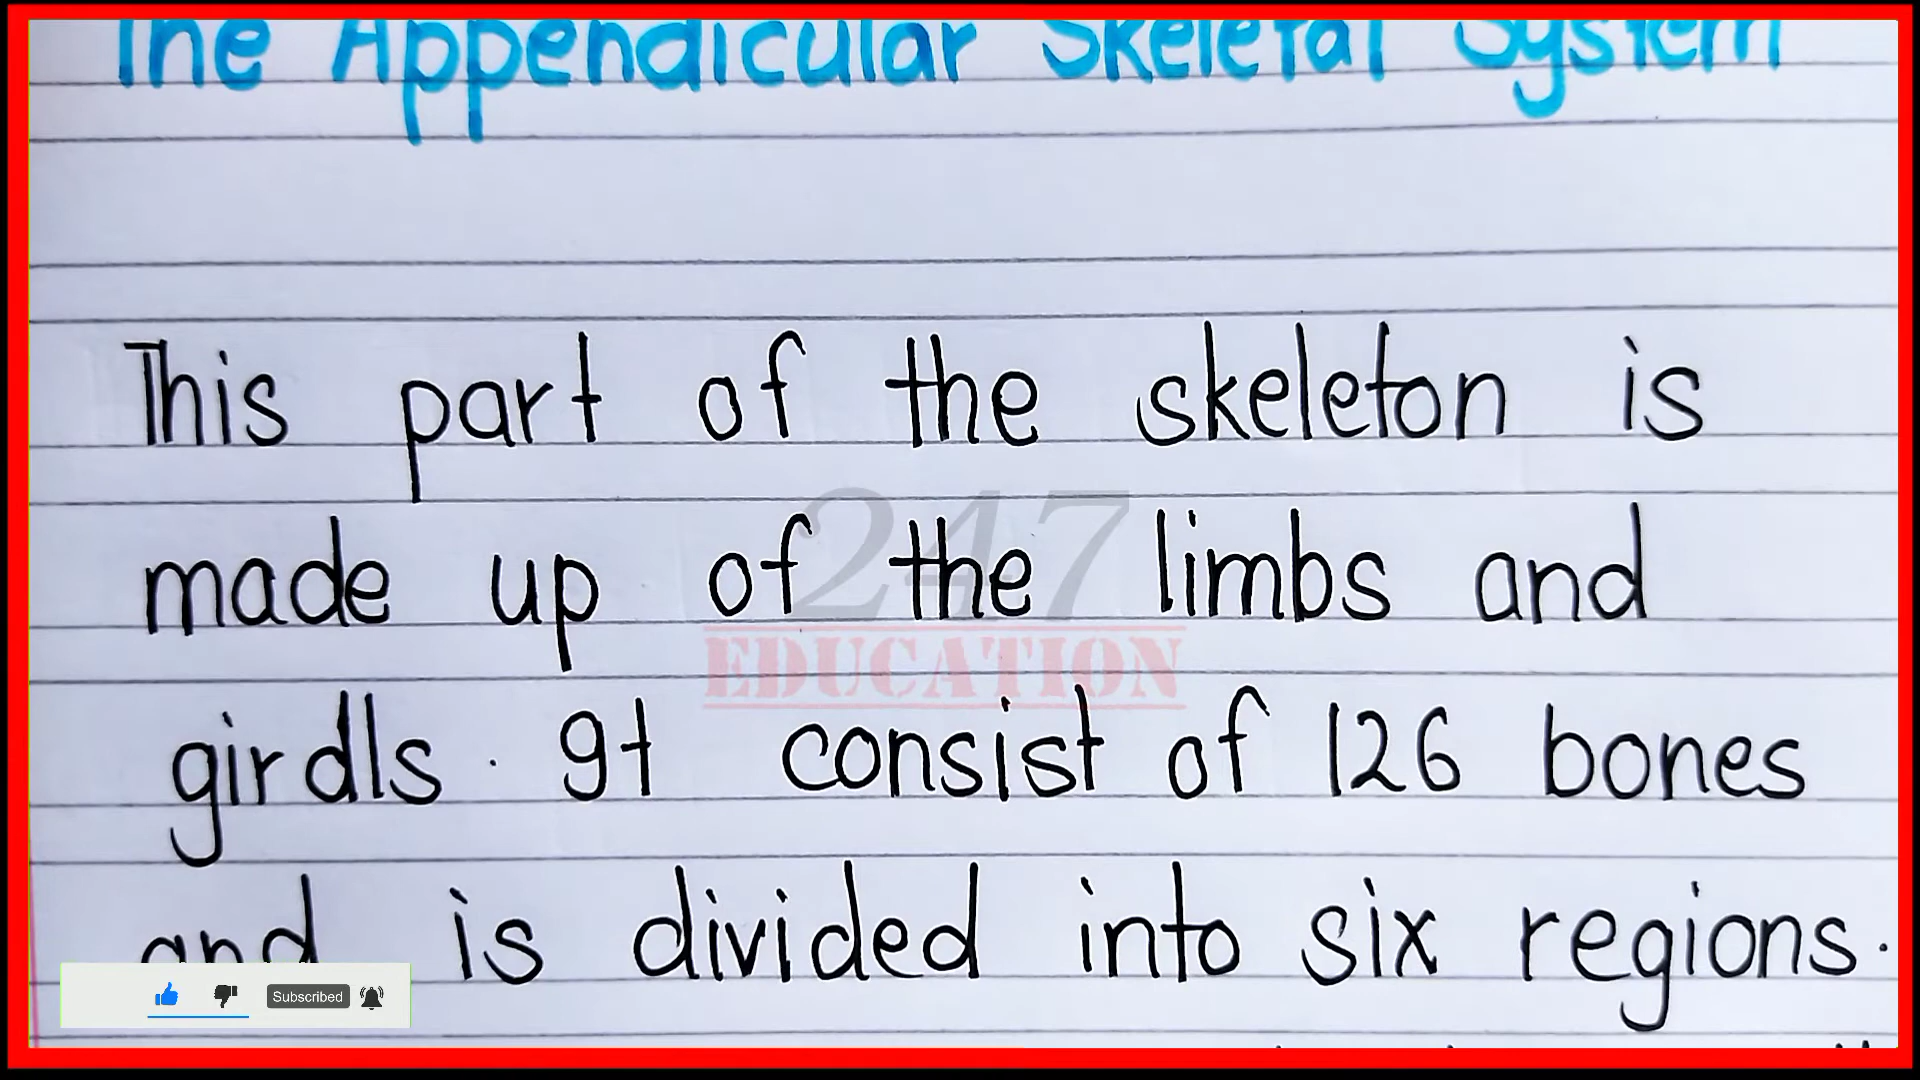 The Appendicular Skeletal System
This part of the skeleton is
made up of the limbs and
247
EDUCATION
girdls. It consist of 126 bones
and is divided into six regions.
Subscribed